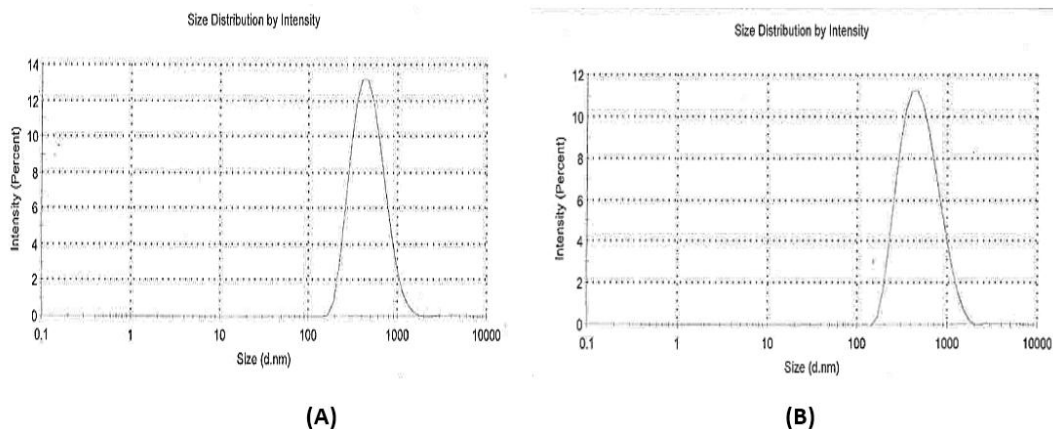 Size Distribution by Intensity
14
12
10
8
6
4
2
0
Intensity (Percent)
0.1 1 10 100 1000 10000
Size (d.nm)
(A)
Size Distribution by Intensity
12
10
8
6
4
2
0
Intensity (Percent)
0.1 1 10 100 1000 10000
Size (d.nm)
(B)